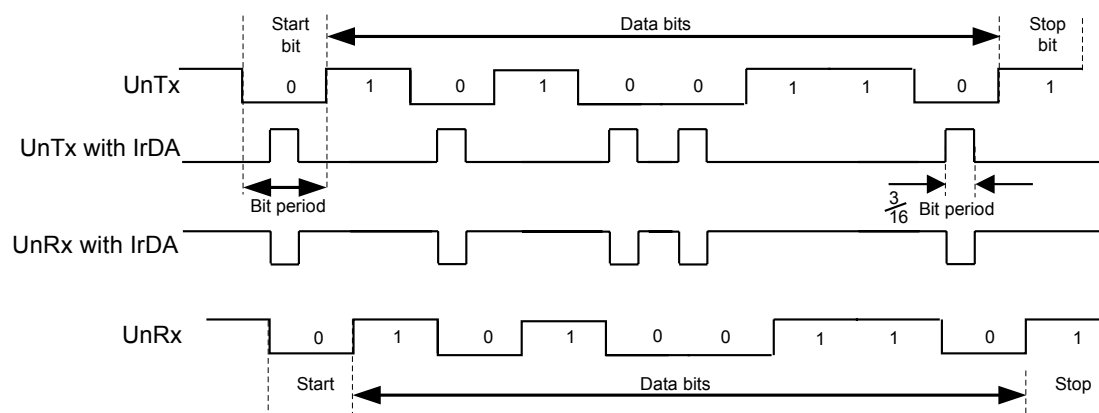 Start
bit
Data bits
Stop
bit
UnTx
0 1 0 1 0 0 1 1 0 1
UnTx with IrDA
Bit period
3/16 Bit period
UnRx with IrDA
UnRx
0 1 0 1 0 0 1 1 0 1
Start
Data bits
Stop